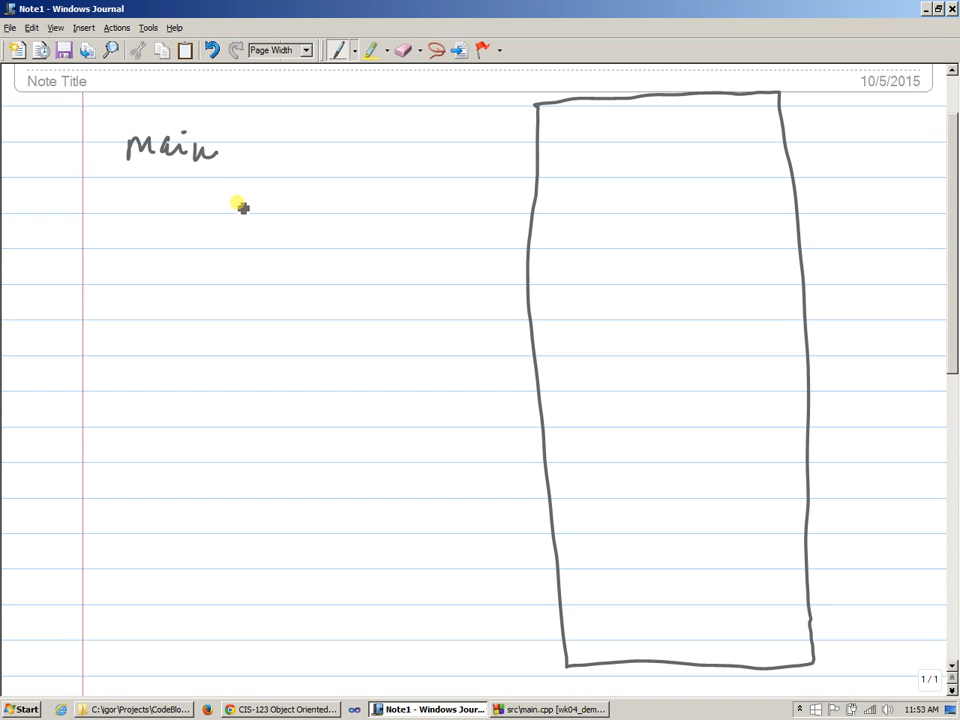 Note1 - Windows Journal
File Edit View Insert Actions Tools Help
Page Width
Note Title
10/5/2015
main
1 / 1
Start
C:\igor\Projects\CodeBlo...
CIS-123 Object Oriented...
Note1 - Windows Jour...
src\main.cpp [wk04_dem...
11:53 AM